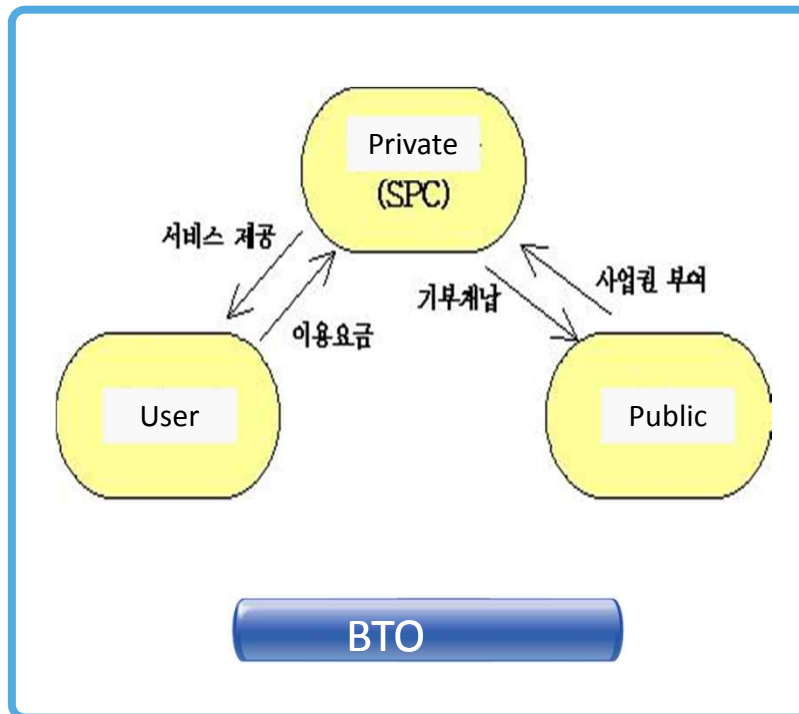 Private
(SPC)
서비스 제공
이용요금
기부채납
사업권 부여
User
Public
BTO